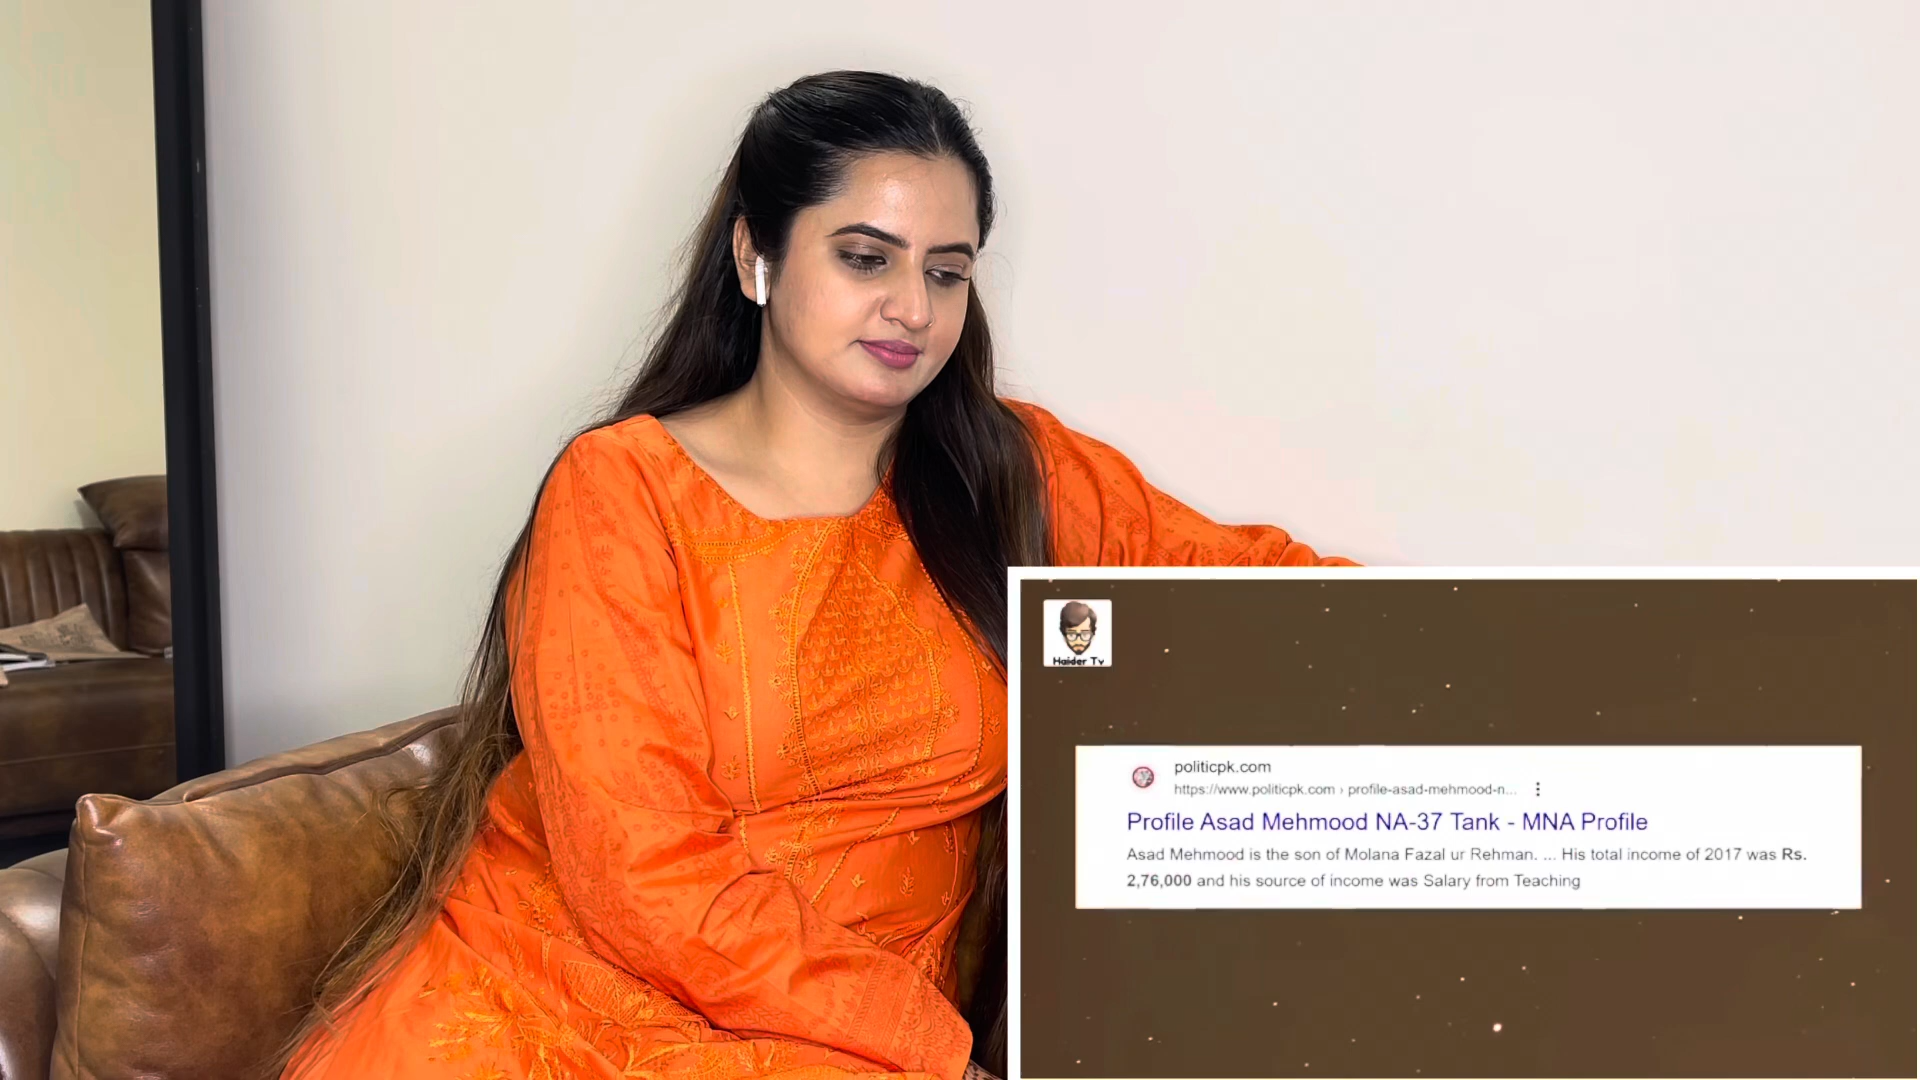 Haider Tv
politicpk.com
https://www.politicpk.com › profile-asad-mehmood-n...
Profile Asad Mehmood NA-37 Tank - MNA Profile
Asad Mehmood is the son of Molana Fazal ur Rehman. ... His total income of 2017 was Rs.
2,76,000 and his source of income was Salary from Teaching